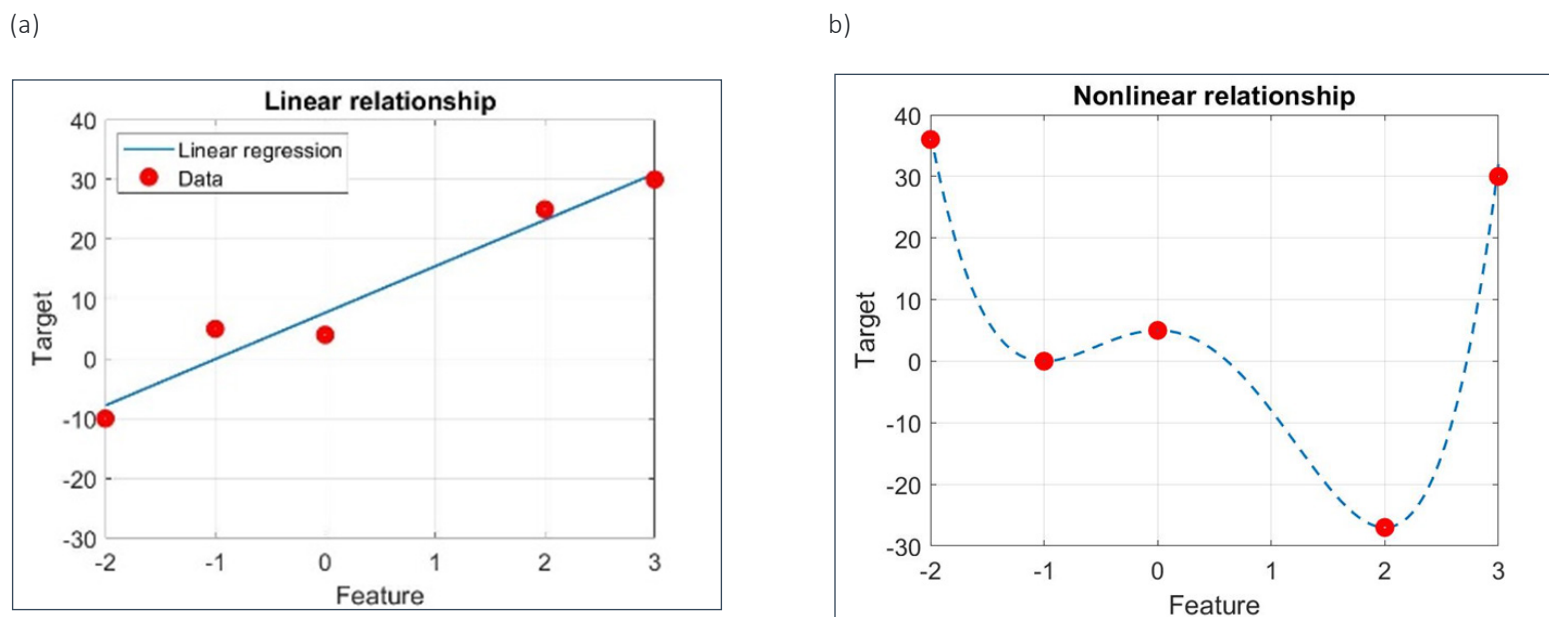 (a)
b)
Linear relationship
40
30
20
10
0
-10
-20
-30
Target
Linear regression
Data
-2
-1
0
1
2
3
Feature
Nonlinear relationship
40
30
20
10
0
-10
-20
-30
Target
-2
-1
0
1
2
3
Feature